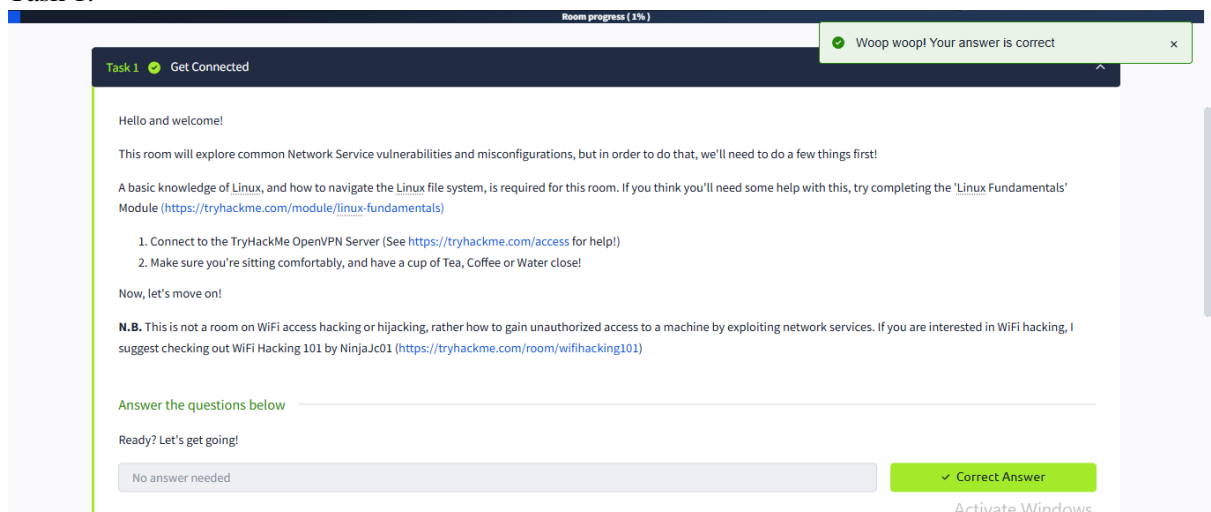 Room progress ( 1% )
Woop woop! Your answer is correct
Task 1 Get Connected
Hello and welcome!
This room will explore common Network Service vulnerabilities and misconfigurations, but in order to do that, we'll need to do a few things first!
A basic knowledge of Linux, and how to navigate the Linux file system, is required for this room. If you think you'll need some help with this, try completing the 'Linux Fundamentals'
Module (https://tryhackme.com/module/linux-fundamentals)
1. Connect to the TryHackMe OpenVPN Server (See https://tryhackme.com/access for help!)
2. Make sure you're sitting comfortably, and have a cup of Tea, Coffee or Water close!
Now, let's move on!
N.B. This is not a room on WiFi access hacking or hijacking, rather how to gain unauthorized access to a machine by exploiting network services. If you are interested in WiFi hacking, I
suggest checking out WiFi Hacking 101 by NinjaJc01 (https://tryhackme.com/room/wifihacking101)
Answer the questions below
Ready? Let's get going!
No answer needed
Correct Answer
Activate Windows